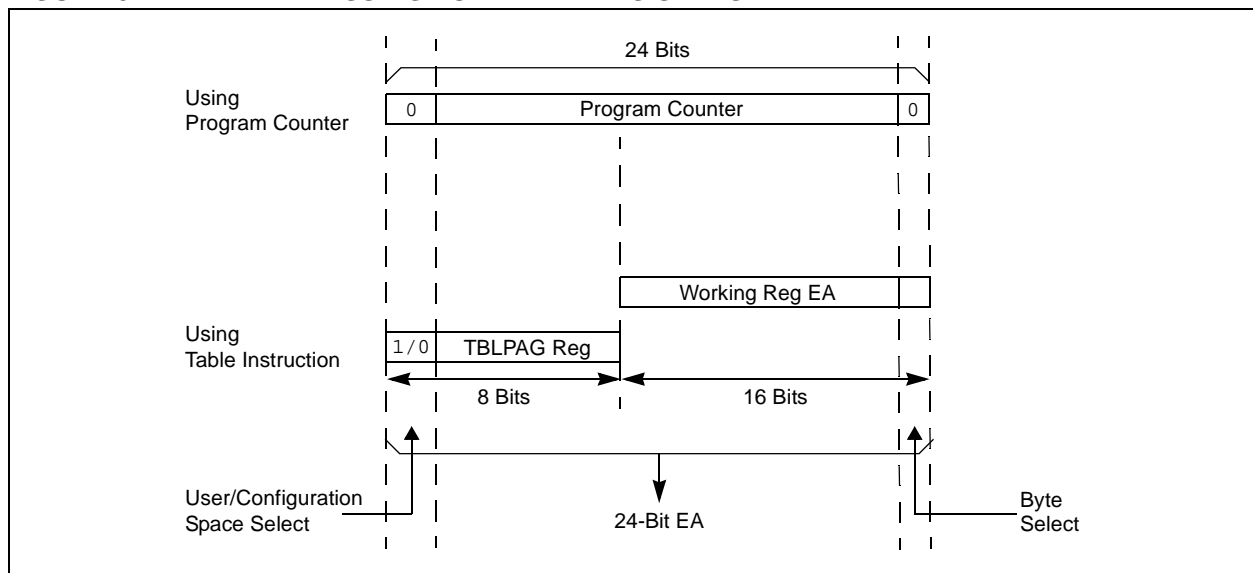 24 Bits
Using
Program Counter
0
Program Counter
0
Working Reg EA
Using
Table Instruction
1/0
TBLPAG Reg
8 Bits
16 Bits
User/Configuration
Space Select
24-Bit EA
Byte
Select